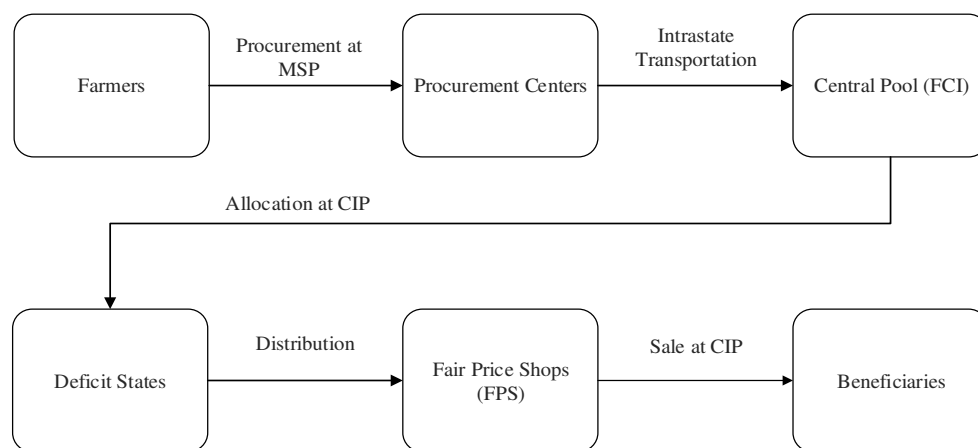 Farmers
Procurement at
MSP
Procurement Centers
Intrastate
Transportation
Central Pool (FCI)
Allocation at CIP
Deficit States
Distribution
Fair Price Shops
(FPS)
Sale at CIP
Beneficiaries